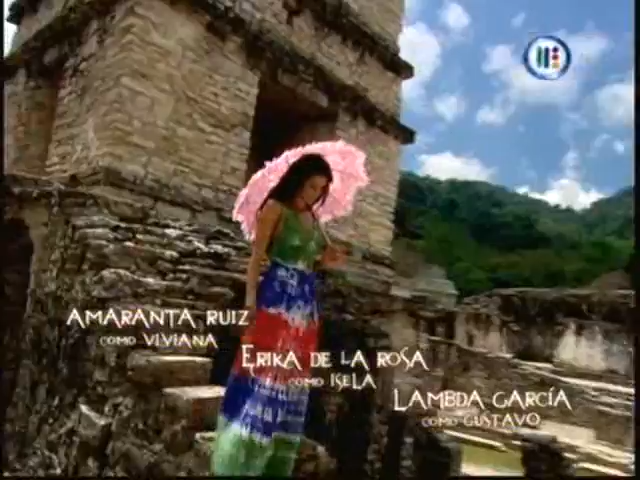 AMARANTA RUIZ
COMO VIVIANA
ERIKA DE LA ROSA
COMO ISELA
LAMBDA GARCÍA
COMO GUSTAVO